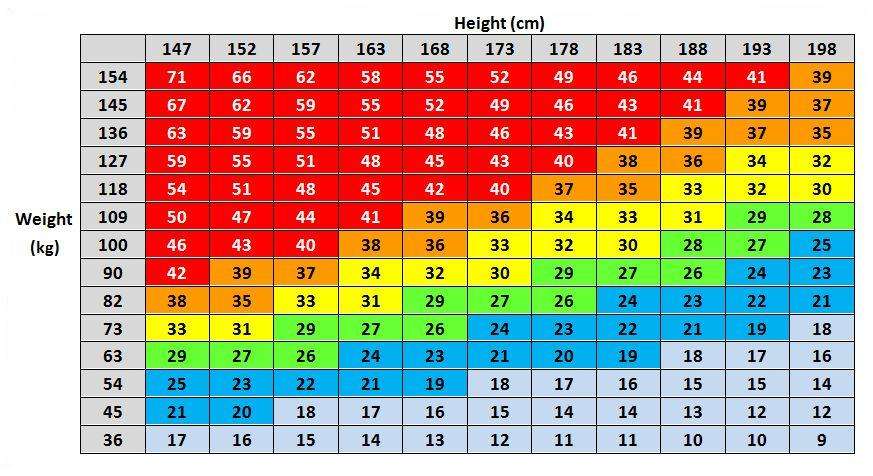 Height (cm)
147 152 157 163 168 173 178 183 188 193 198
154 71 66 62 58 55 52 49 46 44 41 39
145 67 62 59 55 52 49 46 43 41 39 37
136 63 59 55 51 48 46 43 41 39 37 35
127 59 55 51 48 45 43 40 38 36 34 32
118 54 51 48 45 42 40 37 35 33 32 30
Weight (kg)
109 50 47 44 41 39 36 34 33 31 29 28
100 46 43 40 38 36 33 32 30 28 27 25
90 42 39 37 34 32 30 29 27 26 24 23
82 38 35 33 31 29 27 26 24 23 22 21
73 33 31 29 27 26 24 23 22 21 19 18
63 29 27 26 24 23 21 20 19 18 17 16
54 25 23 22 21 19 18 17 16 15 15 14
45 21 20 18 17 16 15 14 14 13 12 12
36 17 16 15 14 13 12 11 11 10 10 9